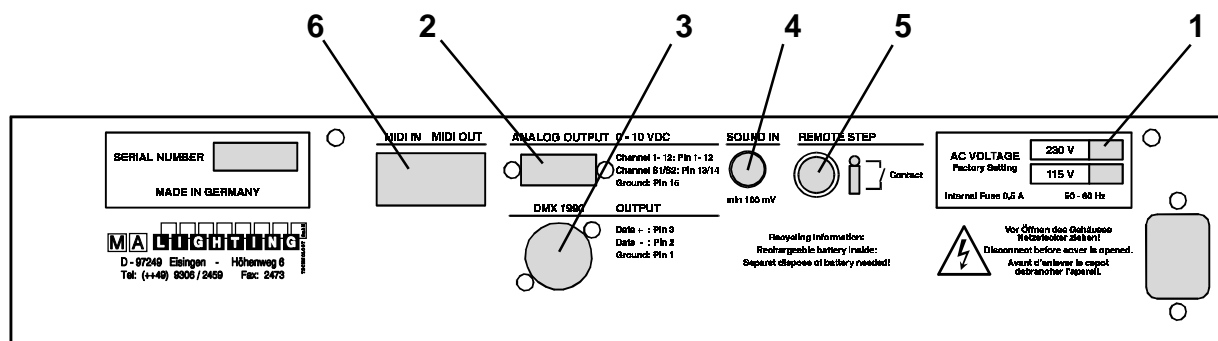 6 2 3 4 5 1
MIDI IN MIDI OUT
ANALOG OUTPUT 0 - 10 VDC
SOUND IN
REMOTE STEP
SERIAL NUMBER
MADE IN GERMANY
Channel 1- 12: Pin 1 - 12
Channel S1/S2: Pin 13/14
Ground: Pin 15
min 100 mV
Contact
AC VOLTAGE
Factory Setting
230 V
115 V
Internal Fuse 0,5 A 50 - 60 Hz
DMX 1990 OUTPUT
Data + : Pin 3
Data - : Pin 2
Ground: Pin 1
MA LIGHTING
D - 97249 Eisingen - Höhenweg 6
Tel: (++49) 9306 / 2459 Fax: 2473
Recycling Information:
Rechargeable battery inside:
Separat dispose of battery needed!
Vor Öffnen des Gehäuses
Netzstecker ziehen!
Disconnect before cover is opened.
Avant d'enlever le capot
debrancher l'apareil.